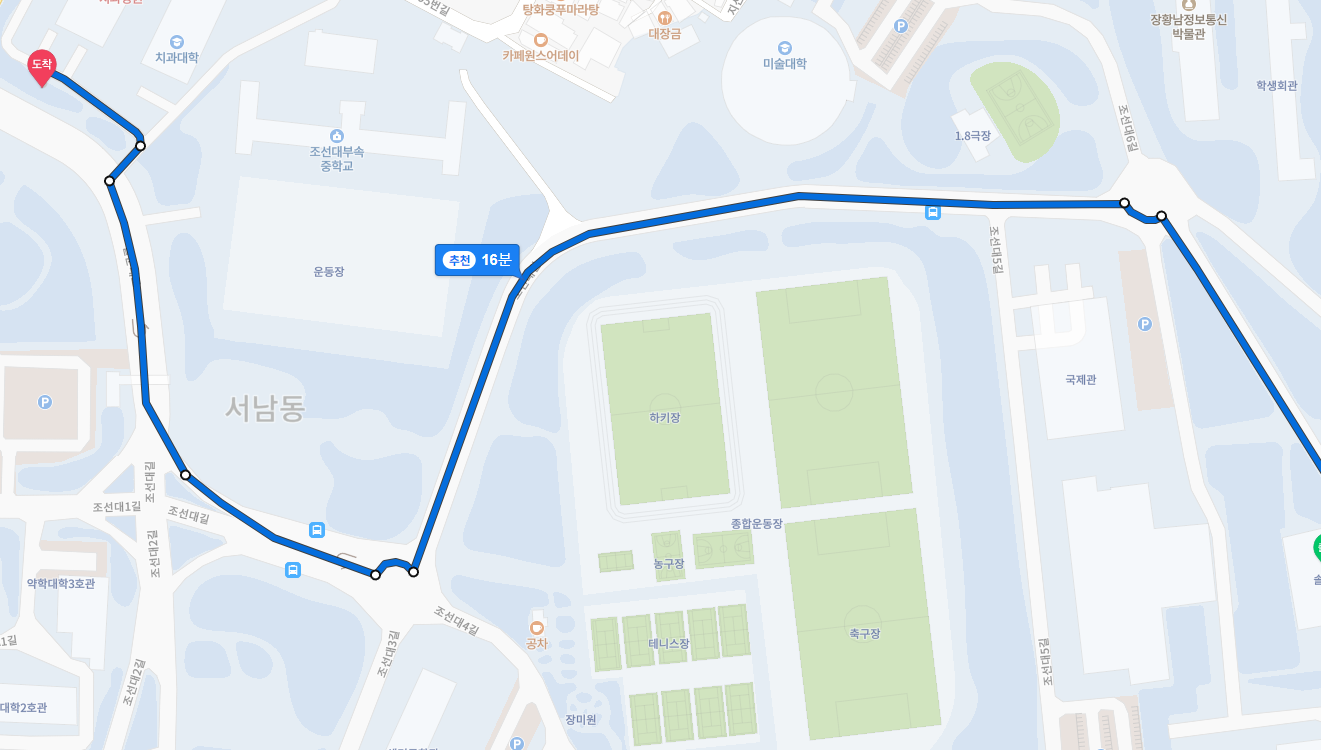 탕화쿵푸마라탕
대장금
장황남정보통신
박물관
치과대학
카페원스어데이
미술대학
P
도착
학생회관
1.8극장
조선대6길
조선대부속
중학교
추천 16분
운동장
조선대5길
P
국제관
P
서남동
하키장
조선대길
조선대1길
조선대길
종합운동장
조선대2길
농구장
약학대학3호관
조선대4길
공차
테니스장
축구장
조선대3길
조선대5길
조선대2길
대학2호관
장미원
P